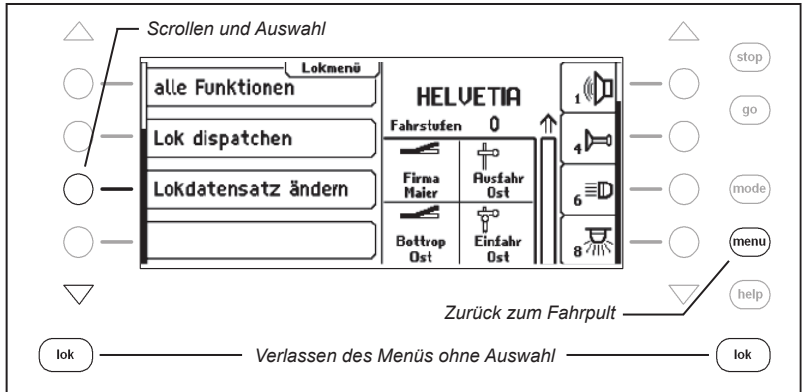 Scrollen und Auswahl
stop
go
mode
menu
help
Lokmenü
alle Funktionen
Lok dispatchen
Lokdatensatz ändern
HELVETIA
Fahrstufen 0
Firma
Maier
Ausfahr
Ost
Bottrop
Ost
Einfahr
Ost
1
4
6
8
Zurück zum Fahrpult
lok
Verlassen des Menüs ohne Auswahl
lok